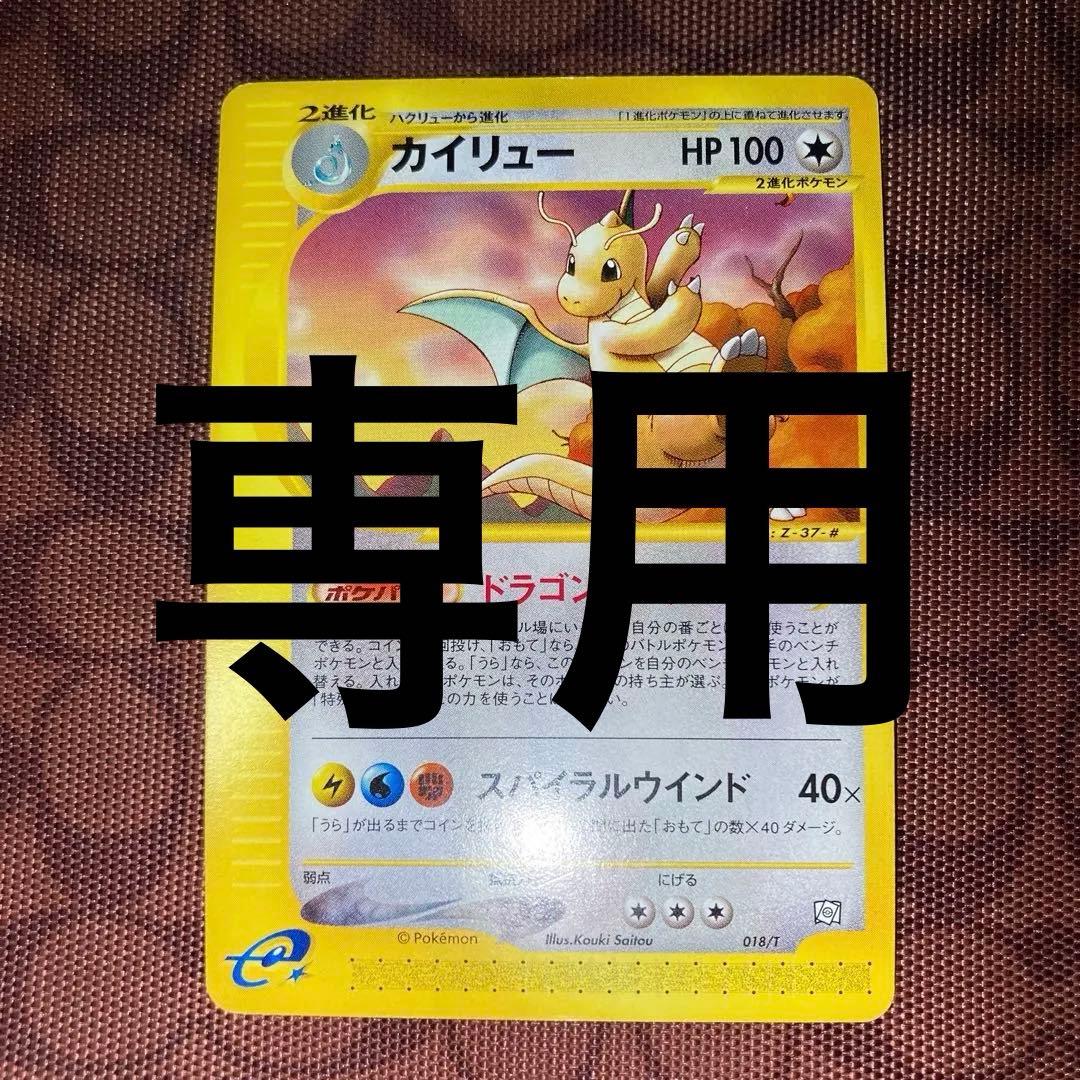 2進化 ハクリューから進化 「1進化ポケモン」の上に重ねて進化させます。
カイリュー HP 100
2進化ポケモン
専用
: Z-37-#
ポケパ ドラゴン
ル場にい 自分の番ごと 使うことが
できる。コイ 回投げ、「おもて」なら のバトルポケモン 手のベンチ
ポケモンと入 る。「うら」なら、この ンを自分のベン モンと入れ
替える。入れ ポケモンは、そのポ の持ち主が選ぶ。 ポケモンが
「特殊 の力を使うことは い。
スパイラルウインド 40×
「うら」が出るまでコインを投 に出た「おもて」の数×40ダメージ。
弱点 にげる
©Pokémon Illus.Kouki Saitou 018/T
e